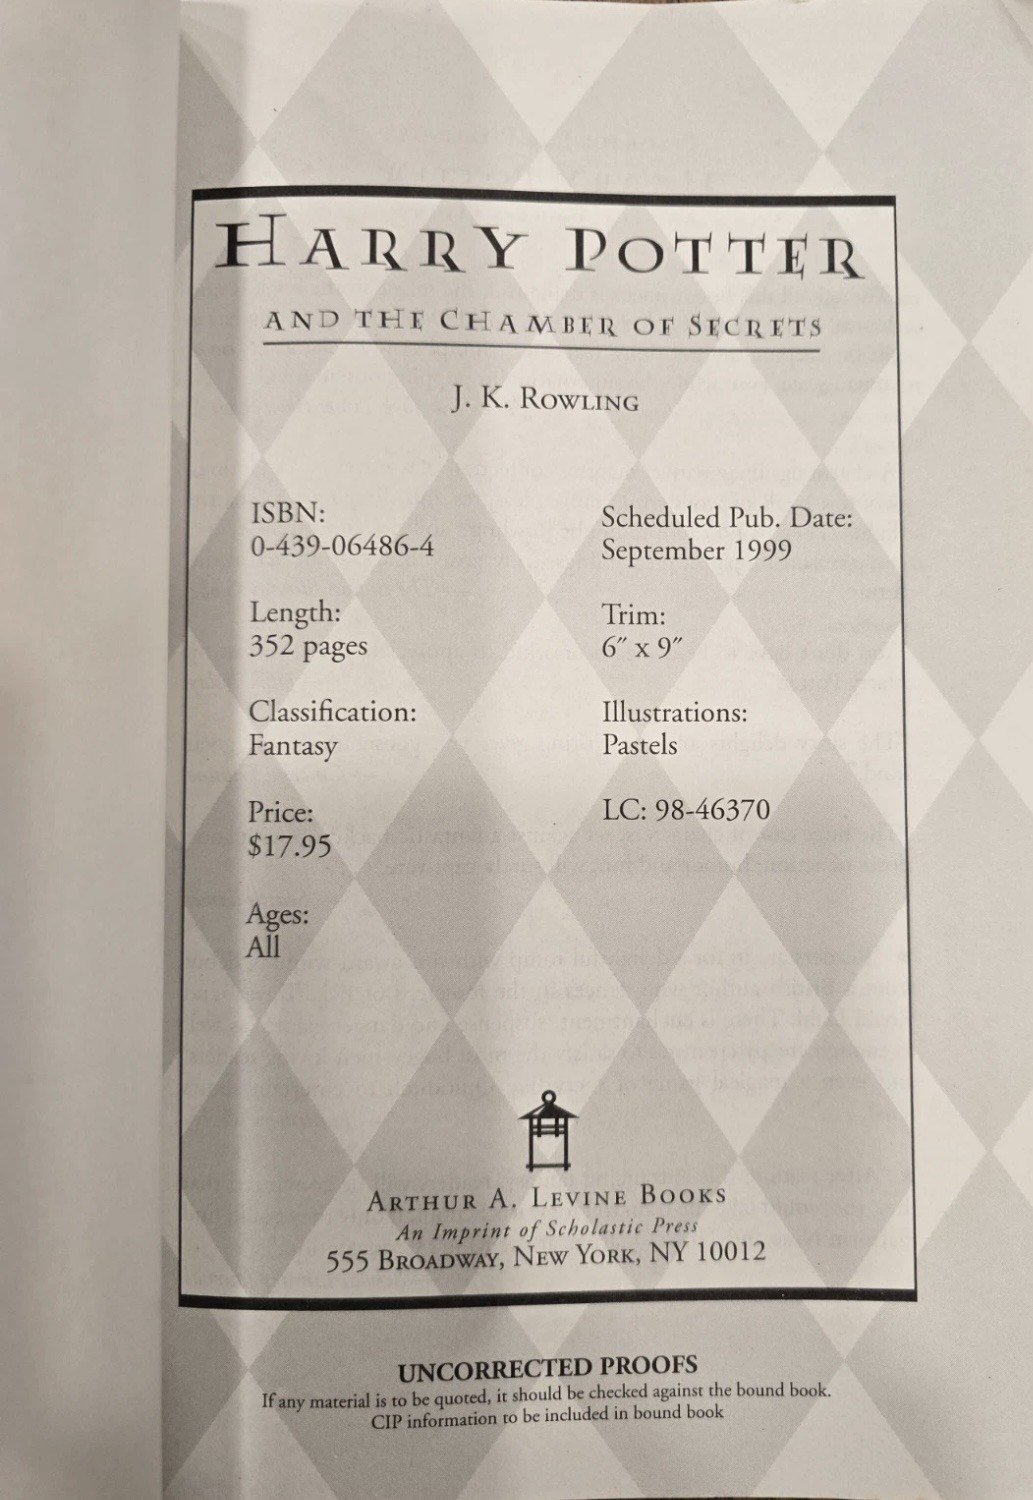 HARRY POTTER
AND THE CHAMBER OF SECRETS
J. K. ROWLING
ISBN:
0-439-06486-4
Length:
352 pages
Classification:
Fantasy
Price:
$17.95
Ages:
All
Scheduled Pub. Date:
September 1999
Trim:
6″ x 9″
Illustrations:
Pastels
LC: 98-46370
ARTHUR A. LEVINE BOOKS
An Imprint of Scholastic Press
555 BROADWAY, NEW YORK, NY 10012
UNCORRECTED PROOFS
If any material is to be quoted, it should be checked against the bound book.
CIP information to be included in bound book